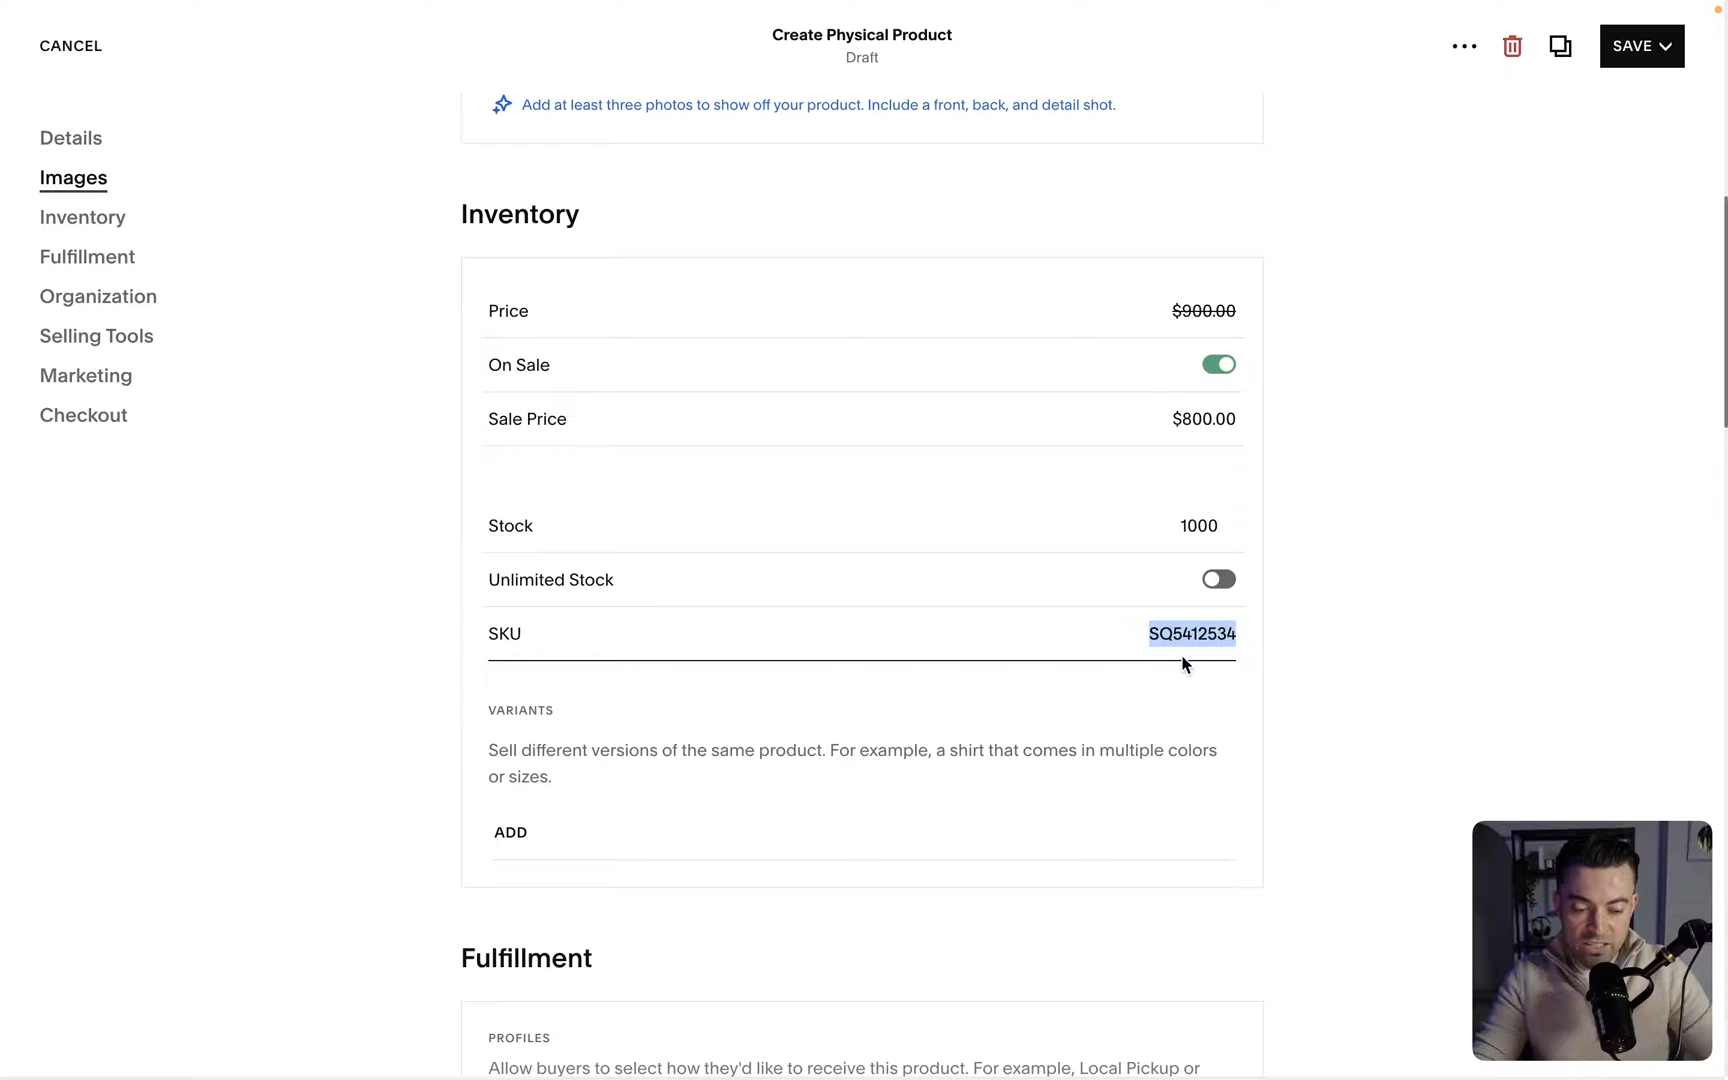 CANCEL
Create Physical Product
Draft
SAVE
Details
Images
Inventory
Fulfillment
Organization
Selling Tools
Marketing
Checkout
Add at least three photos to show off your product. Include a front, back, and detail shot.
Inventory
Price $900.00
On Sale
Sale Price $800.00
Stock 1000
Unlimited Stock
SKU SQ5412534
VARIANTS
Sell different versions of the same product. For example, a shirt that comes in multiple colors
or sizes.
ADD
Fulfillment
PROFILES
Allow buyers to select how they'd like to receive this product. For example, Local Pickup or